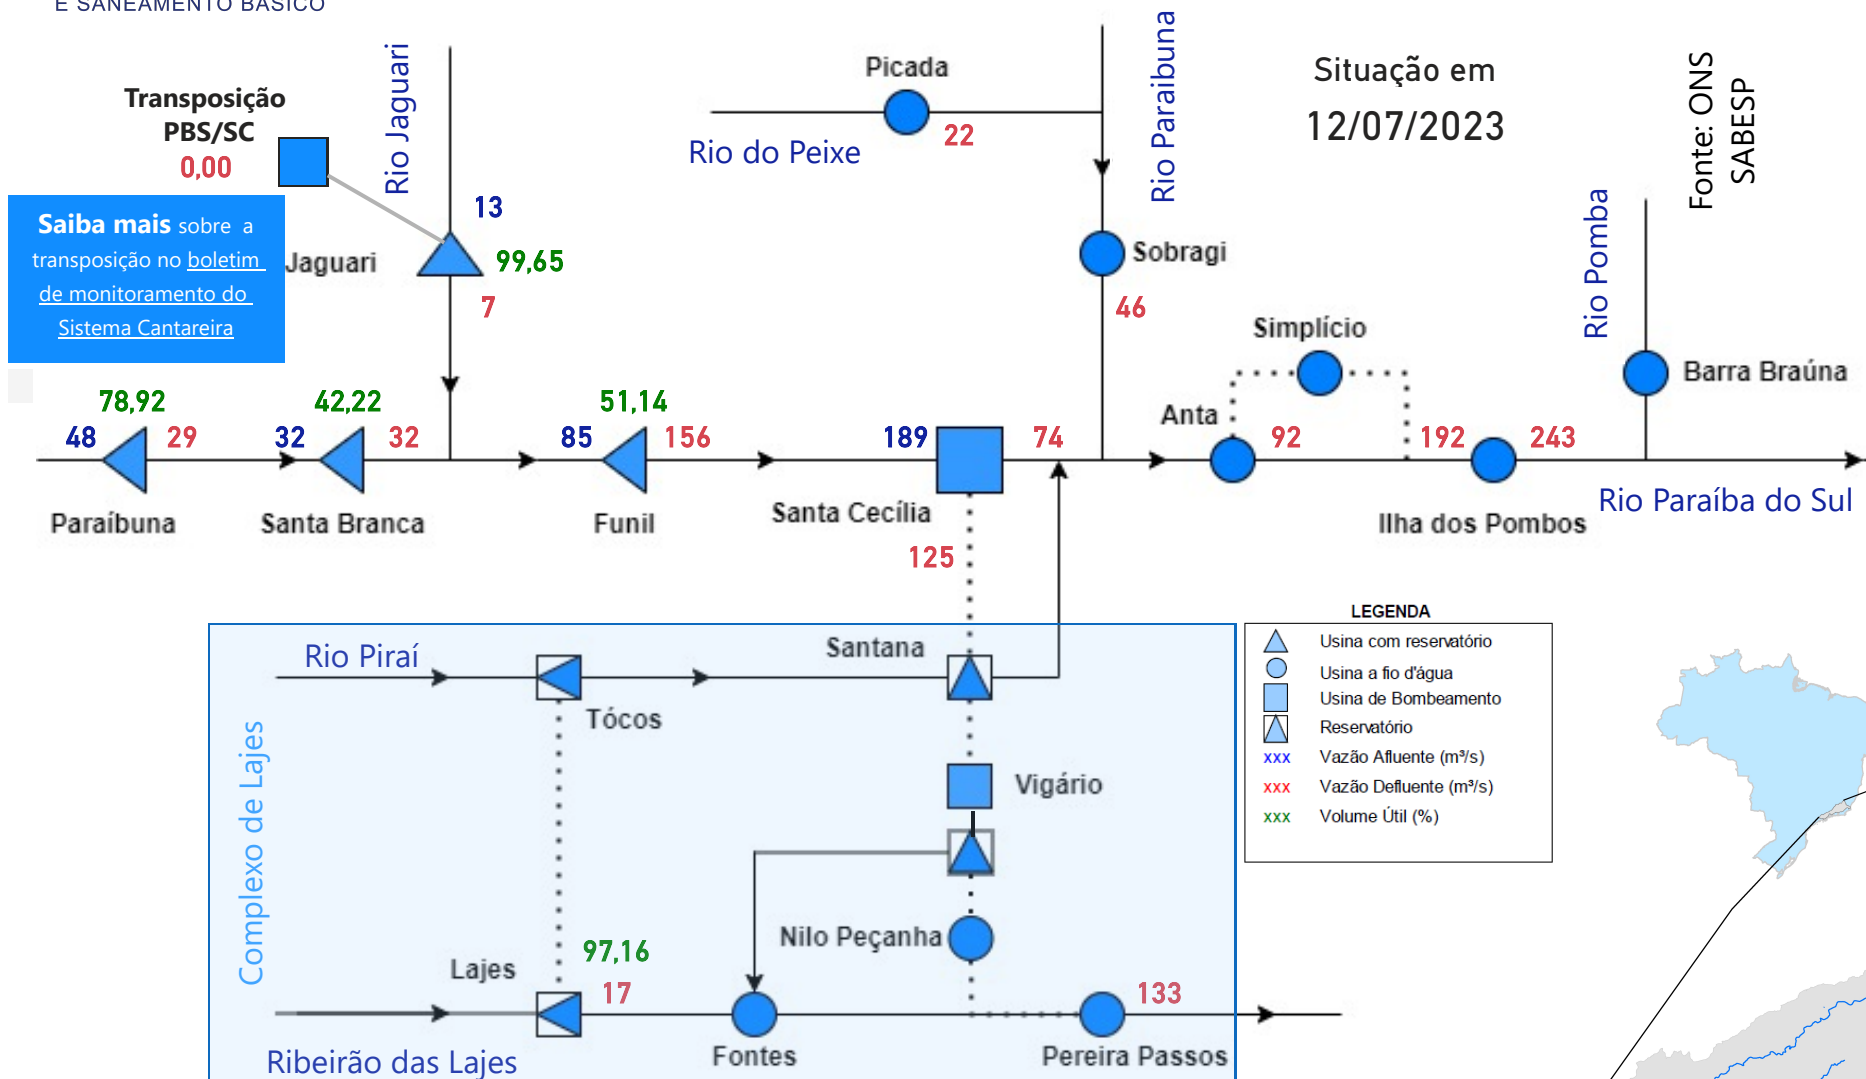 E SANEAMENTO BÁSICO
Situação em
12/07/2023
Fonte: ONS
SABESP
Transposição
PBS/SC
0,00
Rio Jaguari
Picada
22
Rio do Peixe
Rio Paraibuna
Saiba mais sobre a
transposição no boletim
de monitoramento do
Sistema Cantareira
13
Jaguari
99,65
7
Sobragi
46
Rio Pomba
Simplício
Barra Braúna
78,92
48
29
Paraíbuna
42,22
32
32
Santa Branca
51,14
85
156
Funil
189
74
Santa Cecília
125
Anta
92
192
243
Ilha dos Pombos
Rio Paraíba do Sul
Complexo de Lajes
Rio Piraí
Tócos
Santana
Vigário
Nilo Peçanha
97,16
Lajes
17
133
Ribeirão das Lajes
Fontes
Pereira Passos
LEGENDA
Usina com reservatório
Usina a fio d'água
Usina de Bombeamento
Reservatório
xxx Vazão Afluente (m³/s)
xxx Vazão Defluente (m³/s)
xxx Volume Útil (%)